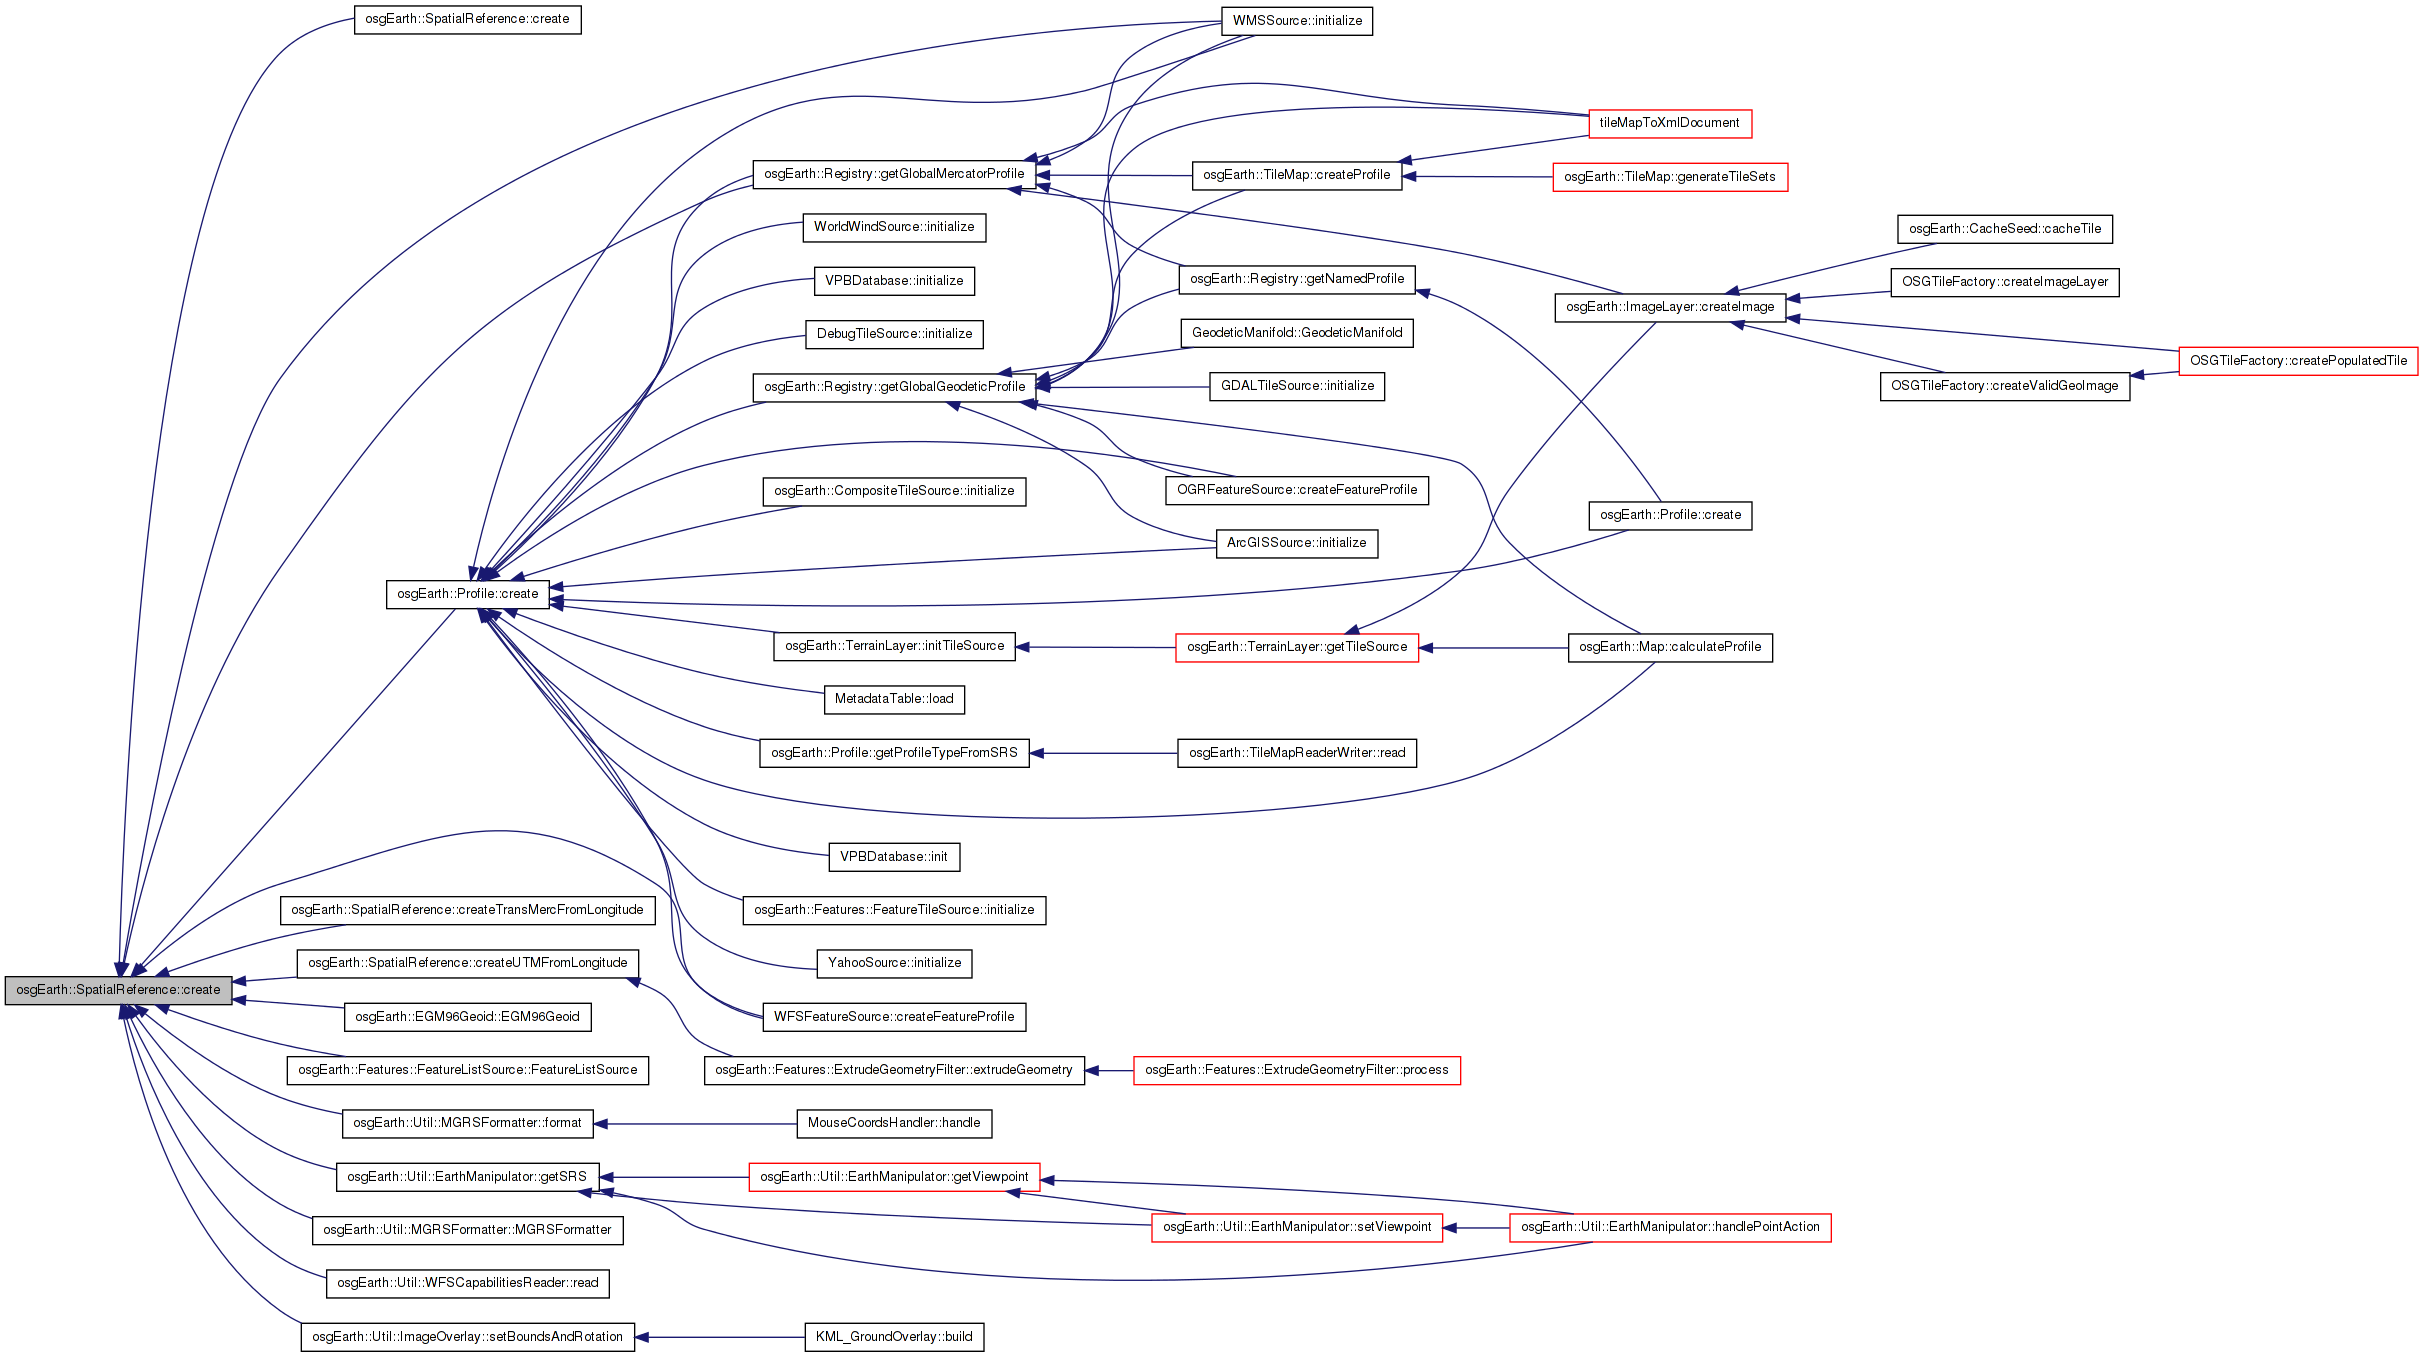 osgEarth::SpatialReference::create
WMSSource::initialize
tileMapToXmlDocument
osgEarth::Registry::getGlobalMercatorProfile
osgEarth::TileMap::createProfile
osgEarth::TileMap::generateTileSets
WorldWindSource::initialize
osgEarth::CacheSeed::cacheTile
VPBDatabase::initialize
osgEarth::Registry::getNamedProfile
OSGTileFactory::createImageLayer
osgEarth::ImageLayer::createImage
DebugTileSource::initialize
GeodeticManifold::GeodeticManifold
OSGTileFactory::createPopulatedTile
osgEarth::Registry::getGlobalGeodeticProfile
GDALTileSource::initialize
OSGTileFactory::createValidGeoImage
osgEarth::CompositeTileSource::initialize
OGRFeatureSource::createFeatureProfile
osgEarth::Profile::create
ArcGISSource::initialize
osgEarth::Profile::create
osgEarth::TerrainLayer::initTileSource
osgEarth::TerrainLayer::getTileSource
osgEarth::Map::calculateProfile
MetadataTable::load
osgEarth::Profile::getProfileTypeFromSRS
osgEarth::TileMapReaderWriter::read
VPBDatabase::init
osgEarth::SpatialReference::createTransMercFromLongitude
osgEarth::Features::FeatureTileSource::initialize
osgEarth::SpatialReference::createUTMFromLongitude
YahooSource::initialize
osgEarth::SpatialReference::create
osgEarth::EGM96Geoid::EGM96Geoid
WFSFeatureSource::createFeatureProfile
osgEarth::Features::FeatureListSource::FeatureListSource
osgEarth::Features::ExtrudeGeometryFilter::extrudeGeometry
osgEarth::Features::ExtrudeGeometryFilter::process
osgEarth::Util::MGRSFormatter::format
MouseCoordsHandler::handle
osgEarth::Util::EarthManipulator::getSRS
osgEarth::Util::EarthManipulator::getViewpoint
osgEarth::Util::MGRSFormatter::MGRSFormatter
osgEarth::Util::EarthManipulator::setViewpoint
osgEarth::Util::EarthManipulator::handlePointAction
osgEarth::Util::WFSCapabilitiesReader::read
osgEarth::Util::ImageOverlay::setBoundsAndRotation
KML_GroundOverlay::build